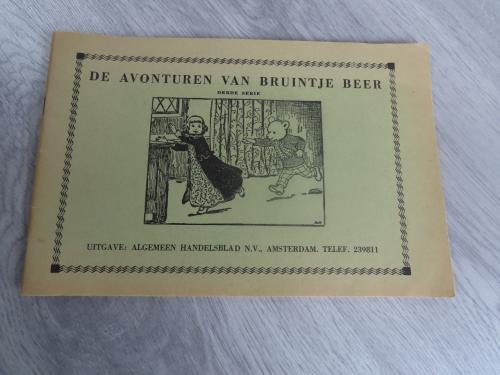 DE AVONTUREN VAN BRUINTJE BEER
DERDE SERIE
UITGAVE: ALGEMEEN HANDELSBLAD N.V., AMSTERDAM. TELEF. 239811